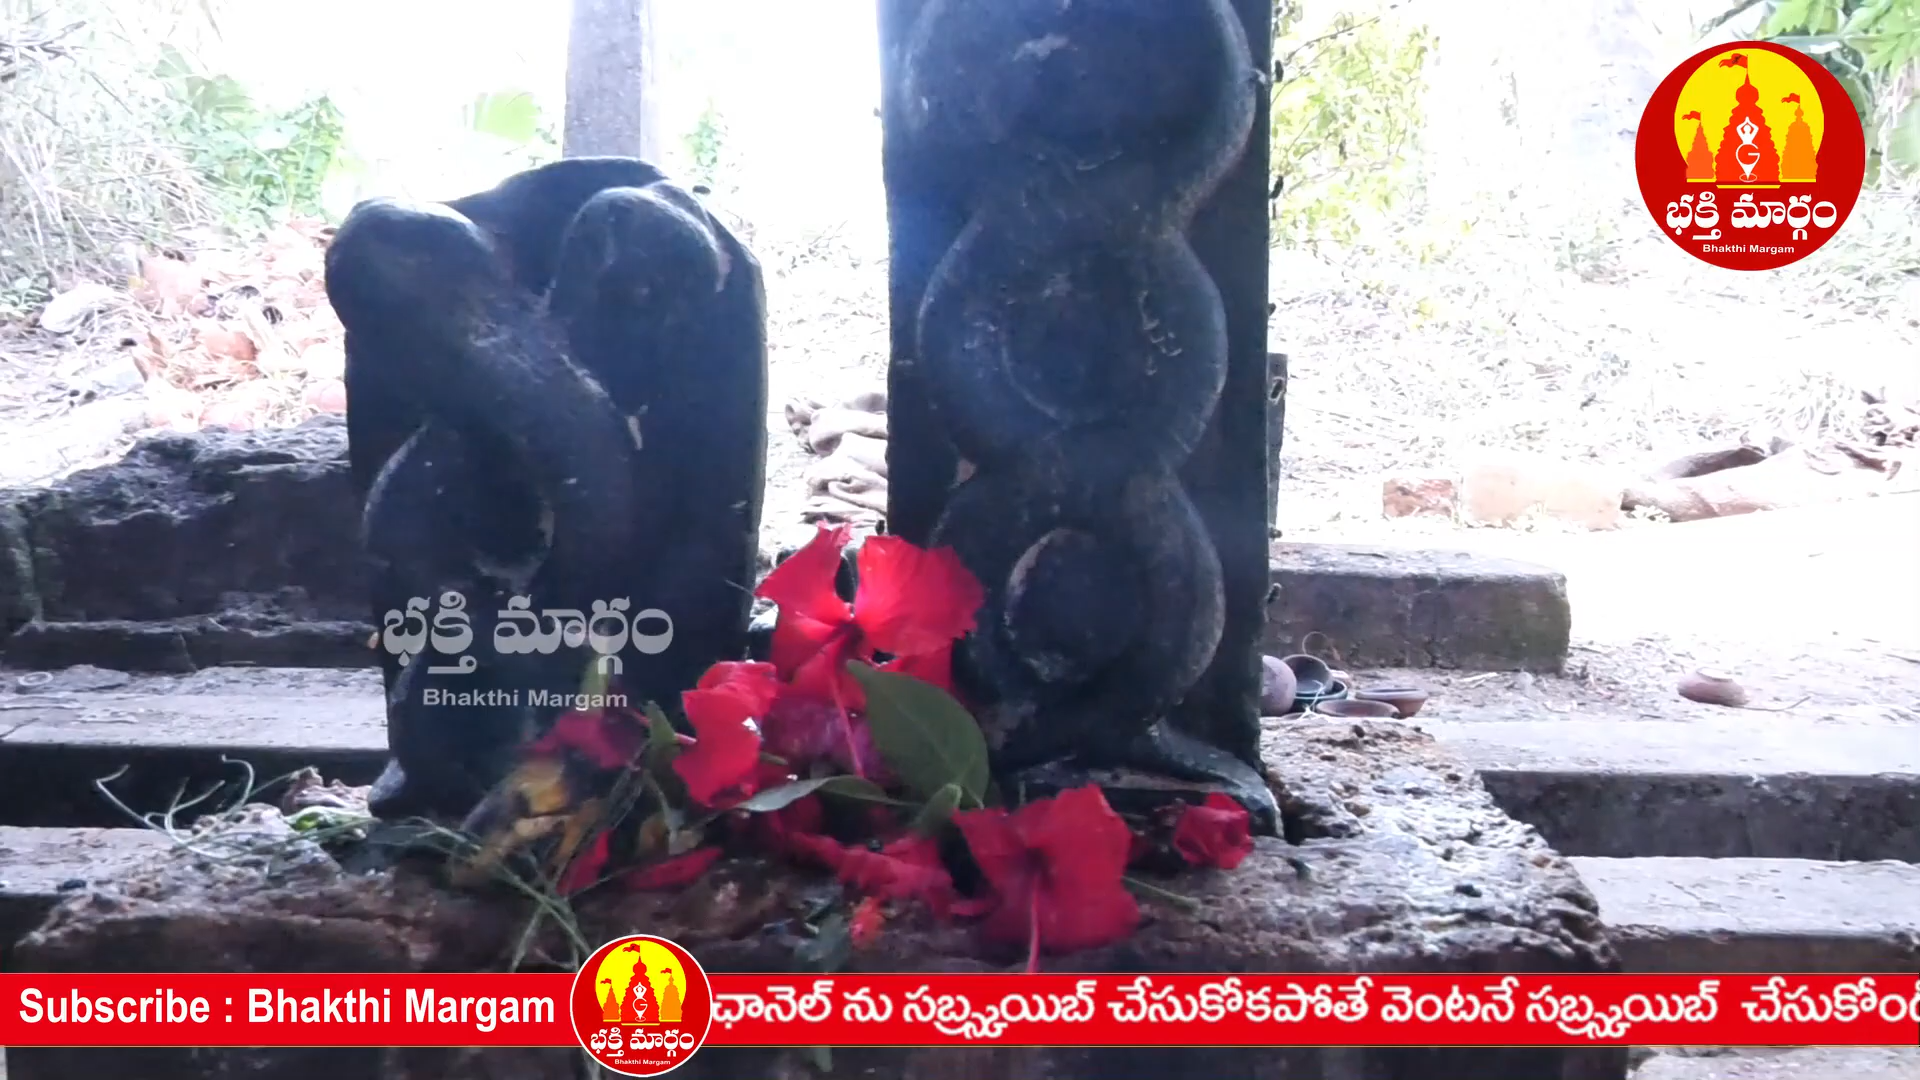 భక్తి మార్గం
Bhakthi Margam
భక్తి మార్గం
Bhakthi Margam
Subscribe : Bhakthi Margam
భక్తి మార్గం
Bhakthi Margam
ఛానెల్ ను సబ్స్క్రయిబ్ చేసుకోకపోతే వెంటనే సబ్స్క్రయిబ్ చేసుకోండి